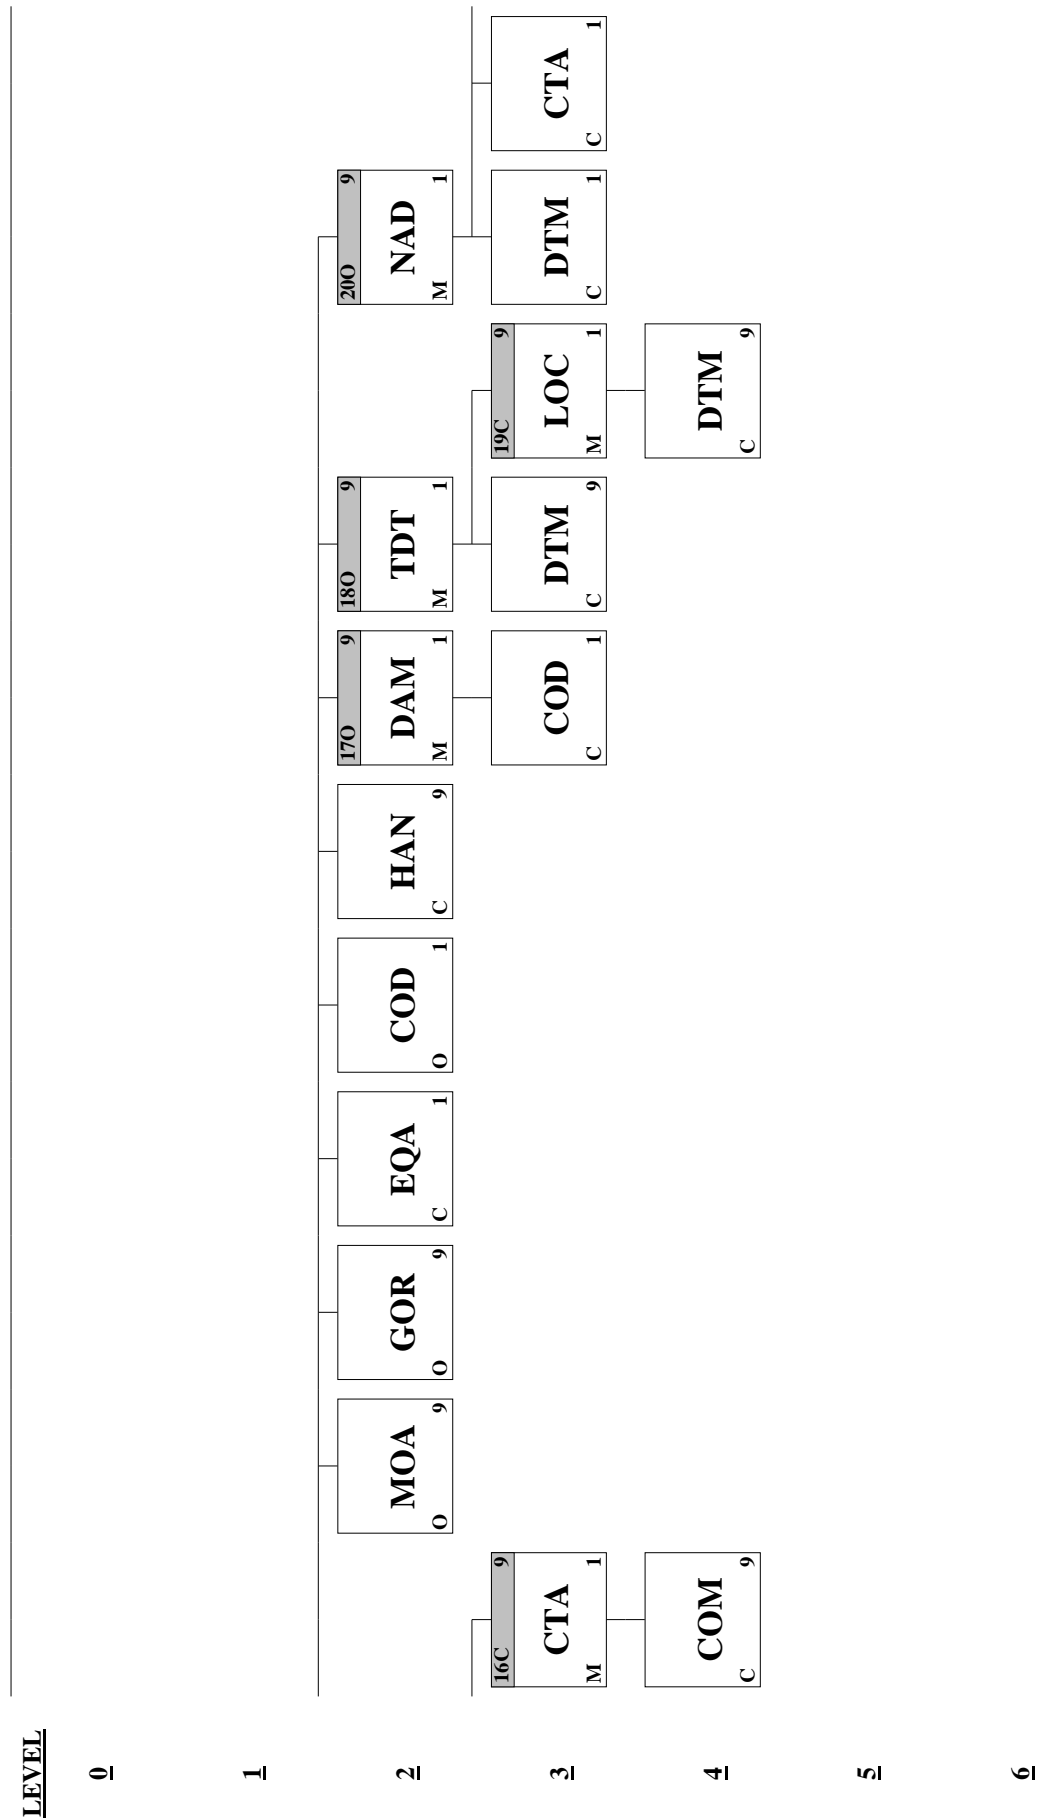 LEVEL
0
1
17O 9 18O 9 20O 9
2 MOA GOR EQA COD HAN DAM TDT NAD
O 9 O 9 C 1 O 1 C 9 M 1 M 1 M 1
16C 9 19C 9
3 CTA COD DTM LOC DTM CTA
M 1 C 1 C 9 M 1 C 1 C 1
4 COM DTM
C 9 C 9
5
6